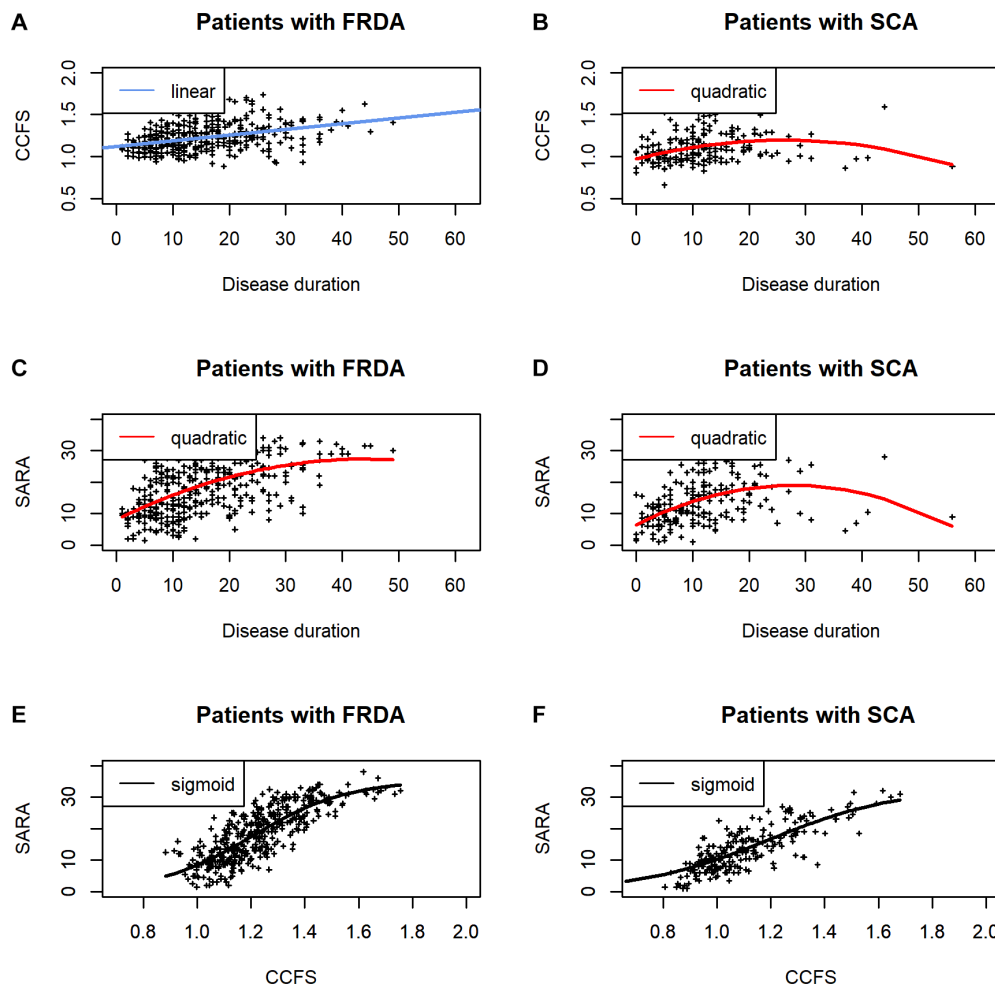 A Patients with FRDA
linear
CCFS
0.5 1.0 1.5 2.0
0 10 20 30 40 50 60
Disease duration
B Patients with SCA
quadratic
CCFS
0.5 1.0 1.5 2.0
0 10 20 30 40 50 60
Disease duration
C Patients with FRDA
quadratic
SARA
0 10 30
0 10 20 30 40 50 60
Disease duration
D Patients with SCA
quadratic
SARA
0 10 30
0 10 20 30 40 50 60
Disease duration
E Patients with FRDA
sigmoid
SARA
0 10 30
0.8 1.0 1.2 1.4 1.6 1.8 2.0
CCFS
F Patients with SCA
sigmoid
SARA
0 10 30
0.8 1.0 1.2 1.4 1.6 1.8 2.0
CCFS